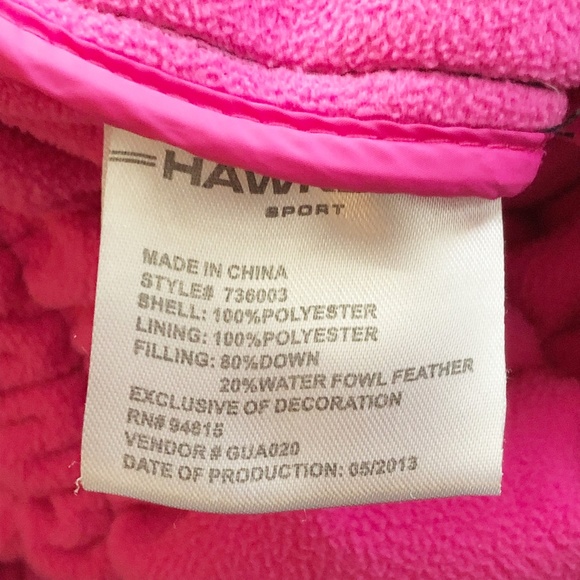 SPORT
MADE IN CHINA
STYLE# 736003
SHELL: 100%POLYESTER
LINING: 100%POLYESTER
FILLING: 80%DOWN
20%WATER FOWL FEATHER
EXCLUSIVE OF DECORATION
RN# 94615
VENDOR # GUA020
DATE OF PRODUCTION: 05/2013